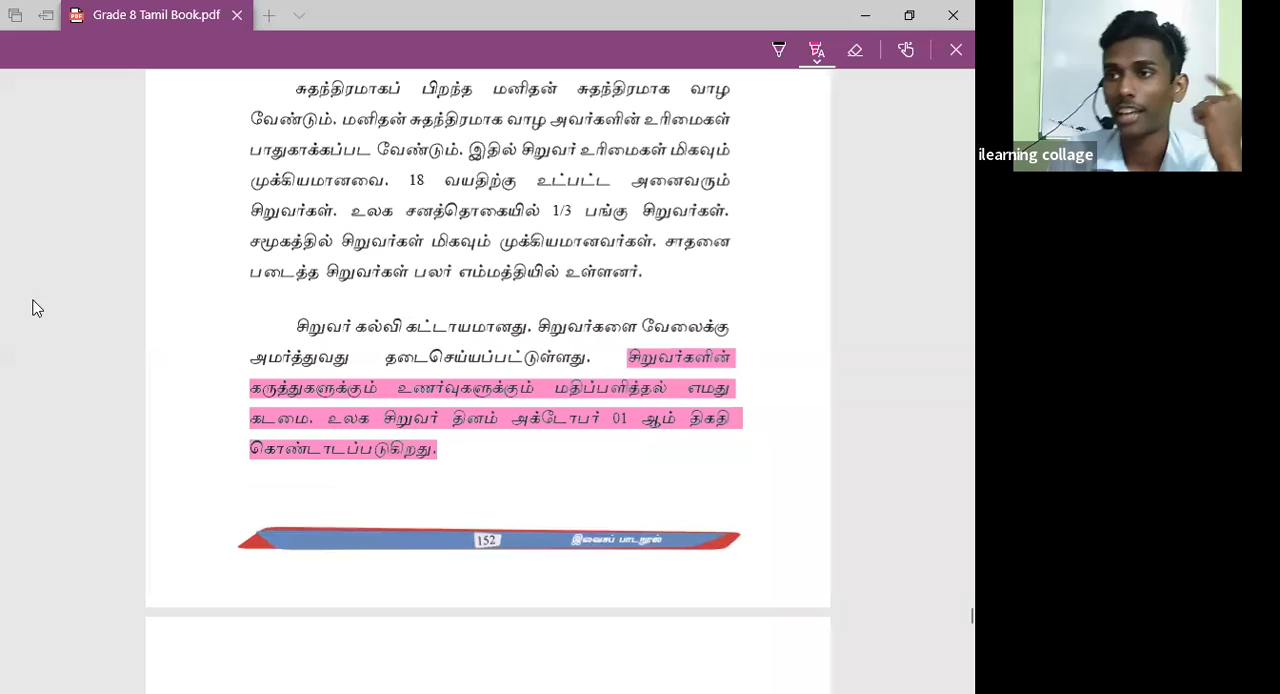 Grade 8 Tamil Book.pdf
சுதந்திரமாகப் பிறந்த மனிதன் சுதந்திரமாக வாழ
வேண்டும். மனிதன் சுதந்திரமாக வாழ அவர்களின் உரிமைகள்
பாதுகாக்கப்பட வேண்டும். இதில் சிறுவர் உரிமைகள் மிகவும்
முக்கியமானவை. 18 வயதிற்கு உட்பட்ட அனைவரும்
சிறுவர்கள். உலக சனத்தொகையில் 1/3 பங்கு சிறுவர்கள்.
சமூகத்தில் சிறுவர்கள் மிகவும் முக்கியமானவர்கள். சாதனை
படைத்த சிறுவர்கள் பலர் எம்மத்தியில் உள்ளனர்.
சிறுவர் கல்வி கட்டாயமானது. சிறுவர்களை வேலைக்கு
அமர்த்துவது தடைசெய்யப்பட்டுள்ளது. சிறுவர்களின்
கருத்துகளுக்கும் உணர்வுகளுக்கும் மதிப்பளித்தல் எமது
கடமை. உலக சிறுவர் தினம் அக்டோபர் 01 ஆம் திகதி
கொண்டாடப்படுகிறது.
152
இலவசப் பாடநூல்
ilearning collage